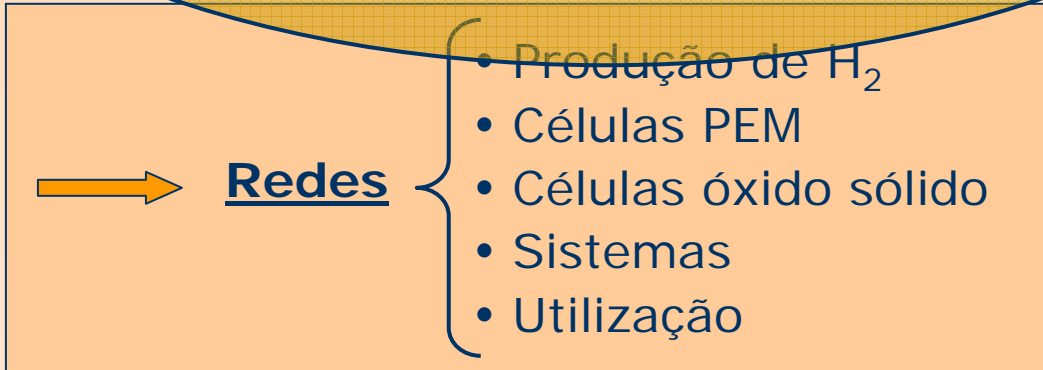 • Produção de H₂
• Células PEM
Redes
• Células óxido sólido
• Sistemas
• Utilização